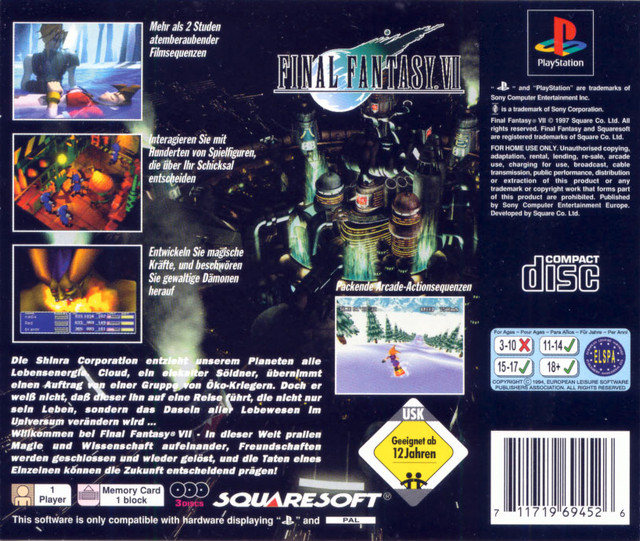 Mehr als 2 Studen
atemberaubender
Filmsequenzen
FINAL FANTASY. VII
PlayStation
"PS" and "PlayStation" are trademarks of
Sony Computer Entertainment Inc.
is a trademark of Sony Corporation.
Final Fantasy® VII © 1997 Square Co. Ltd. All
rights reserved. Final Fantasy and Squaresoft
are registered trademarks of Square Co. Ltd.
FOR HOME USE ONLY. Unauthorised copying,
adaptation, rental, lending, re-sale, arcade
use, charging for use, broadcast, cable
transmission, public performance, distribution
or extraction of this product or any
trademark or copyright work that forms part
of this product are prohibited. Published
by Sony Computer Entertainment Europe.
Developed by Square Co. Ltd.
Interagieren Sie mit
Hunderten von Spielfiguren,
die über Ihr Schicksal
entscheiden
Entwickeln Sie magische
Kräfte, und beschwören
Sie gewaltige Dämonen
herauf
Packende Arcade-Actionsequenzen
COMPACT
disc
For Ages - Pour - Para Años - Für Jahre - Per Anni
3-10 11-14
15-17 18+
ELSPA
COPYRIGHT © 1994, EUROPEAN LEISURE SOFTWARE
PUBLISHERS ASSOCIATION. ALL RIGHTS RESERVED.
Die Shinra Corporation entzieht unserem Planeten alle
Lebensenergie. Cloud, ein eiskalter Söldner, übernimmt
einen Auftrag von einer Gruppe von Öko-Kriegern. Doch er
weiß nicht, daß dieser ihn auf eine Reise führt, die nicht nur
sein Leben, sondern das Dasein aller Lebewesen im
Universum verändern wird ...
Willkommen bei Final Fantasy® VII - in dieser Welt prallen
Magie und Wissenschaft aufeinander, Freundschaften
werden geschlossen und wieder gelöst, und die Taten eines
Einzelnen können die Zukunft entscheidend prägen!
USK
Geeignet ab
12 Jahren
1
Player
Memory Card
1 block
3 DISCS
SQUARESOFT®
This software is only compatible with hardware displaying "PS" and PAL
7 11719 69452 6